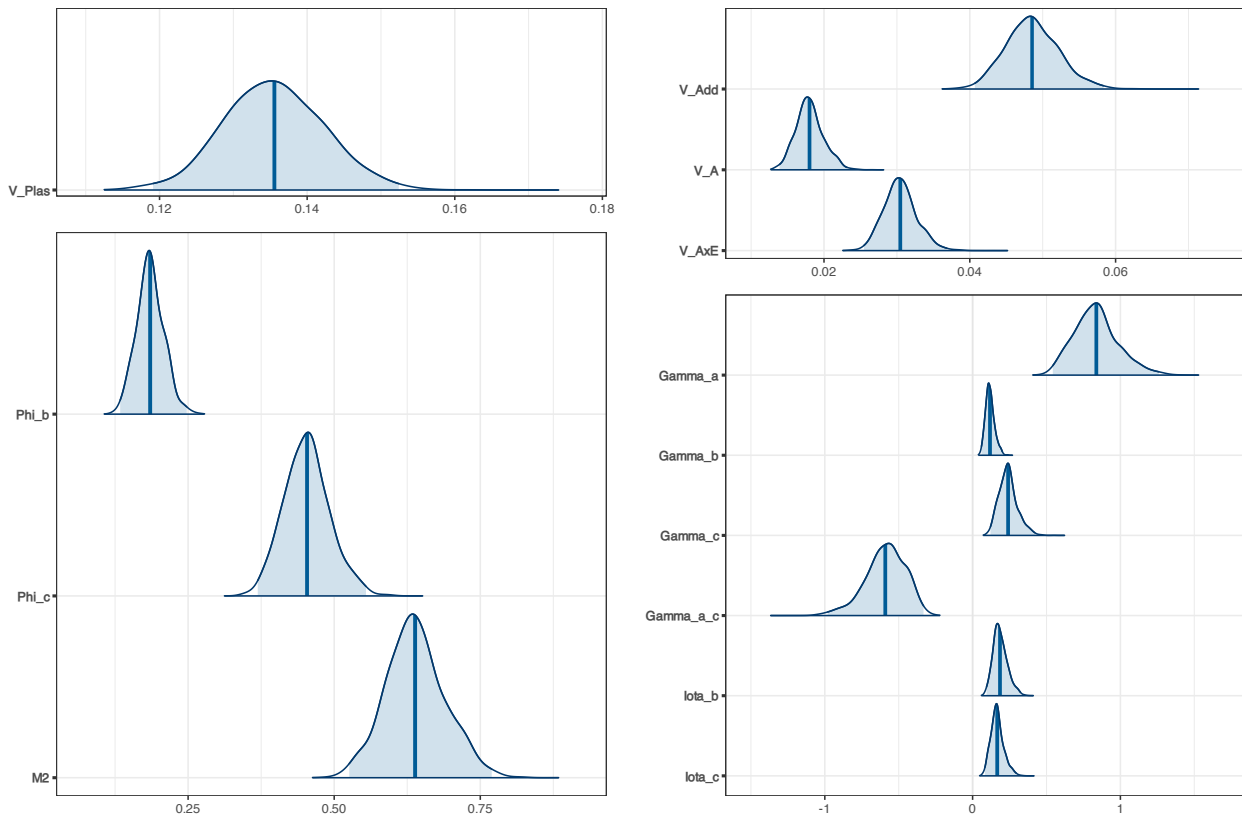 V_Plas
0.12 0.14 0.16 0.18
Phi_b
Phi_c
M2
0.25 0.50 0.75
V_Add
V_A
V_AxE
0.02 0.04 0.06
Gamma_a
Gamma_b
Gamma_c
Gamma_a_c
Iota_b
Iota_c
-1 0 1